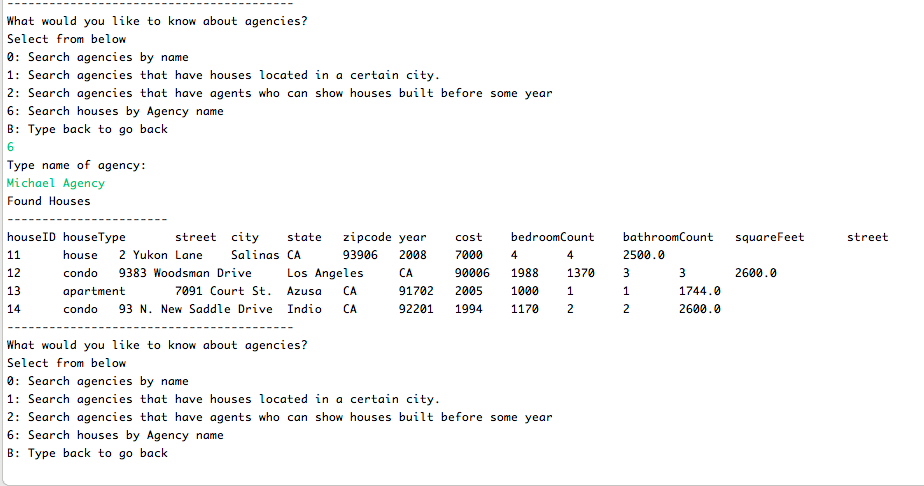 -----------------------------------------
What would you like to know about agencies?
Select from below
0: Search agencies by name
1: Search agencies that have houses located in a certain city.
2: Search agencies that have agents who can show houses built before some year
6: Search houses by Agency name
B: Type back to go back
6
Type name of agency:
Michael Agency
Found Houses
-----------------------
houseID houseType street city state zipcode year cost bedroomCount bathroomCount squareFeet street
11 house 2 Yukon Lane Salinas CA 93906 2008 7000 4 4 2500.0
12 condo 9383 Woodsman Drive Los Angeles CA 90006 1988 1370 3 3 2600.0
13 apartment 7091 Court St. Azusa CA 91702 2005 1000 1 1 1744.0
14 condo 93 N. New Saddle Drive Indio CA 92201 1994 1170 2 2 2600.0
-----------------------------------------
What would you like to know about agencies?
Select from below
0: Search agencies by name
1: Search agencies that have houses located in a certain city.
2: Search agencies that have agents who can show houses built before some year
6: Search houses by Agency name
B: Type back to go back